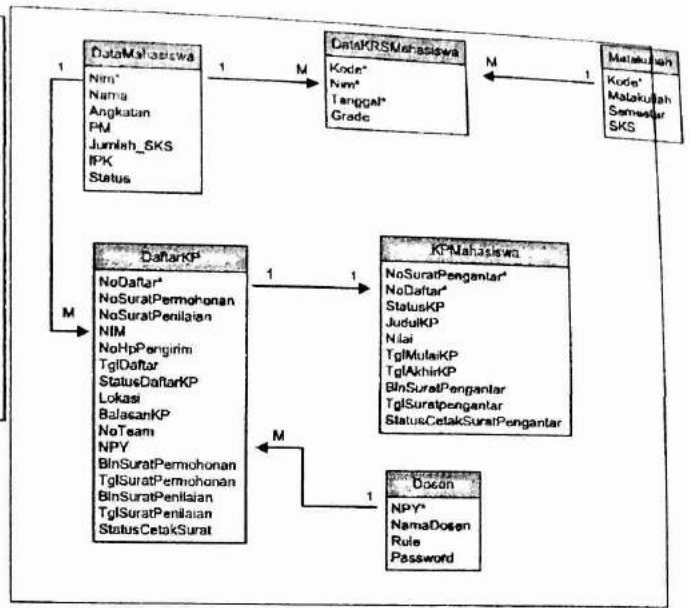 DataMahasiswa
Nim*
Nama
Angkatan
PM
Jumlah_SKS
IPK
Status
1
1
M
DataKRSMahasiswa
Kode*
Nim*
Tanggal*
Grade
M
1
Matakuliah
Kode*
Matakuliah
Semester
SKS
M
DaftarKP
NoDaftar*
NoSuratPermohonan
NoSuratPenilaian
NIM
NoHpPengirim
TglDaftar
StatusDaftarKP
Lokasi
BalasanKP
NoTeam
NPY
BlnSuratPermohonan
TglSuratPermohonan
BlnSuratPenilaian
TglSuratPenilaian
StatusCetakSurat
1
1
KPMahasiswa
NoSuratPengantar*
NoDaftar*
StatusKP
JudulKP
Nilai
TglMulaiKP
TglAkhirKP
BlnSuratPengantar
TglSuratpengantar
StatusCetakSuratPengantar
M
1
Dosen
NPY*
NamaDosen
Rule
Password